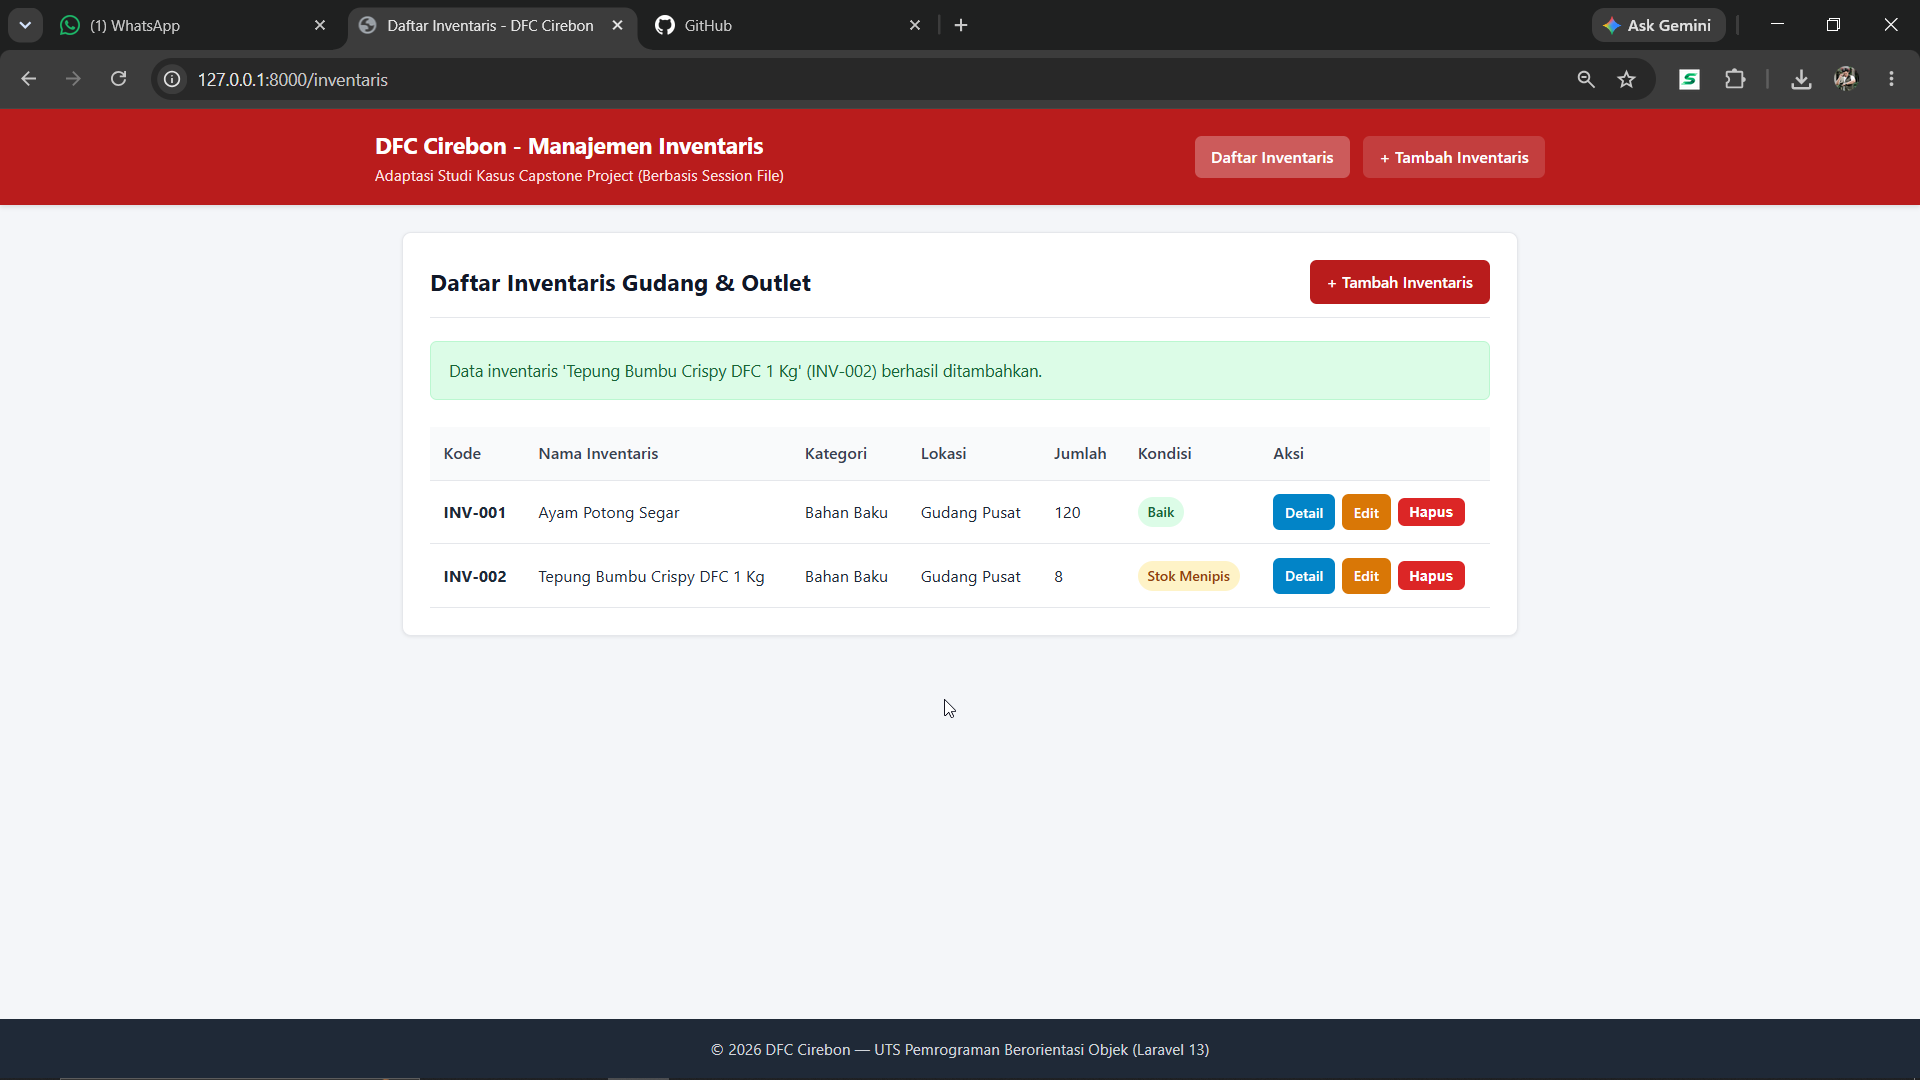 (1) WhatsApp
Daftar Inventaris - DFC Cirebon
GitHub
Ask Gemini
127.0.0.1:8000/inventaris
DFC Cirebon - Manajemen Inventaris
Adaptasi Studi Kasus Capstone Project (Berbasis Session File)
Daftar Inventaris
+ Tambah Inventaris
Daftar Inventaris Gudang & Outlet
+ Tambah Inventaris
Data inventaris 'Tepung Bumbu Crispy DFC 1 Kg' (INV-002) berhasil ditambahkan.
Kode Nama Inventaris Kategori Lokasi Jumlah Kondisi Aksi
INV-001 Ayam Potong Segar Bahan Baku Gudang Pusat 120 Baik Detail Edit Hapus
INV-002 Tepung Bumbu Crispy DFC 1 Kg Bahan Baku Gudang Pusat 8 Stok Menipis Detail Edit Hapus
© 2026 DFC Cirebon — UTS Pemrograman Berorientasi Objek (Laravel 13)